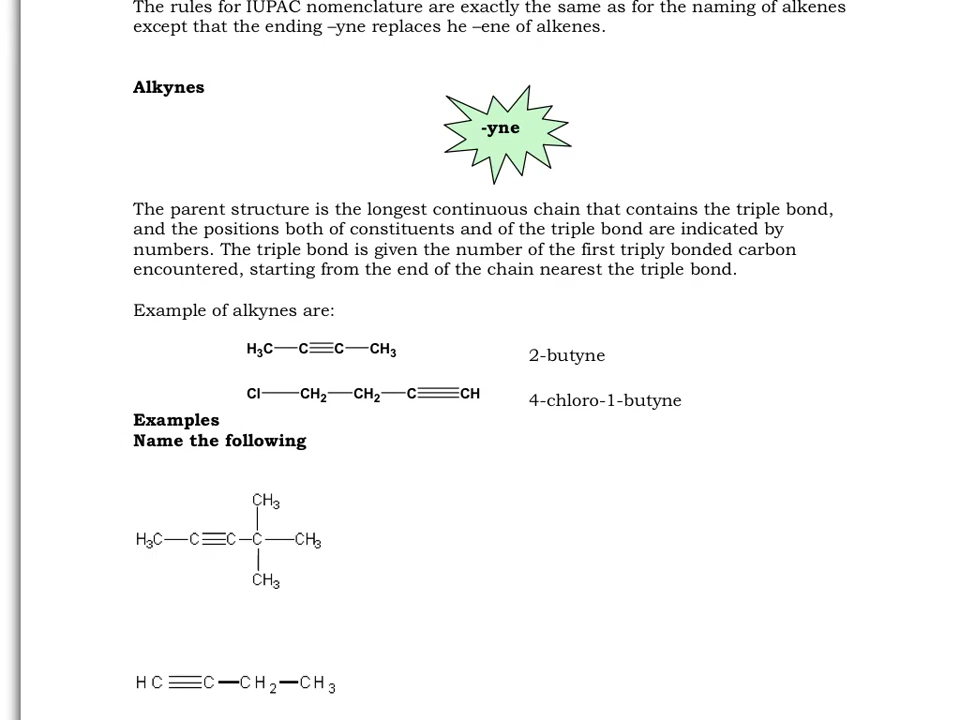 The rules for IUPAC nomenclature are exactly the same as for the naming of alkenes
except that the ending –yne replaces he –ene of alkenes.
Alkynes
-yne
The parent structure is the longest continuous chain that contains the triple bond,
and the positions both of constituents and of the triple bond are indicated by
numbers. The triple bond is given the number of the first triply bonded carbon
encountered, starting from the end of the chain nearest the triple bond.
Example of alkynes are:
H₃C—C≡C—CH₃ 2-butyne
Cl—CH₂—CH₂—C≡CH 4-chloro-1-butyne
Examples
Name the following
CH₃
H₃C—C≡C—C—CH₃
CH₃
HC≡C—CH₂—CH₃